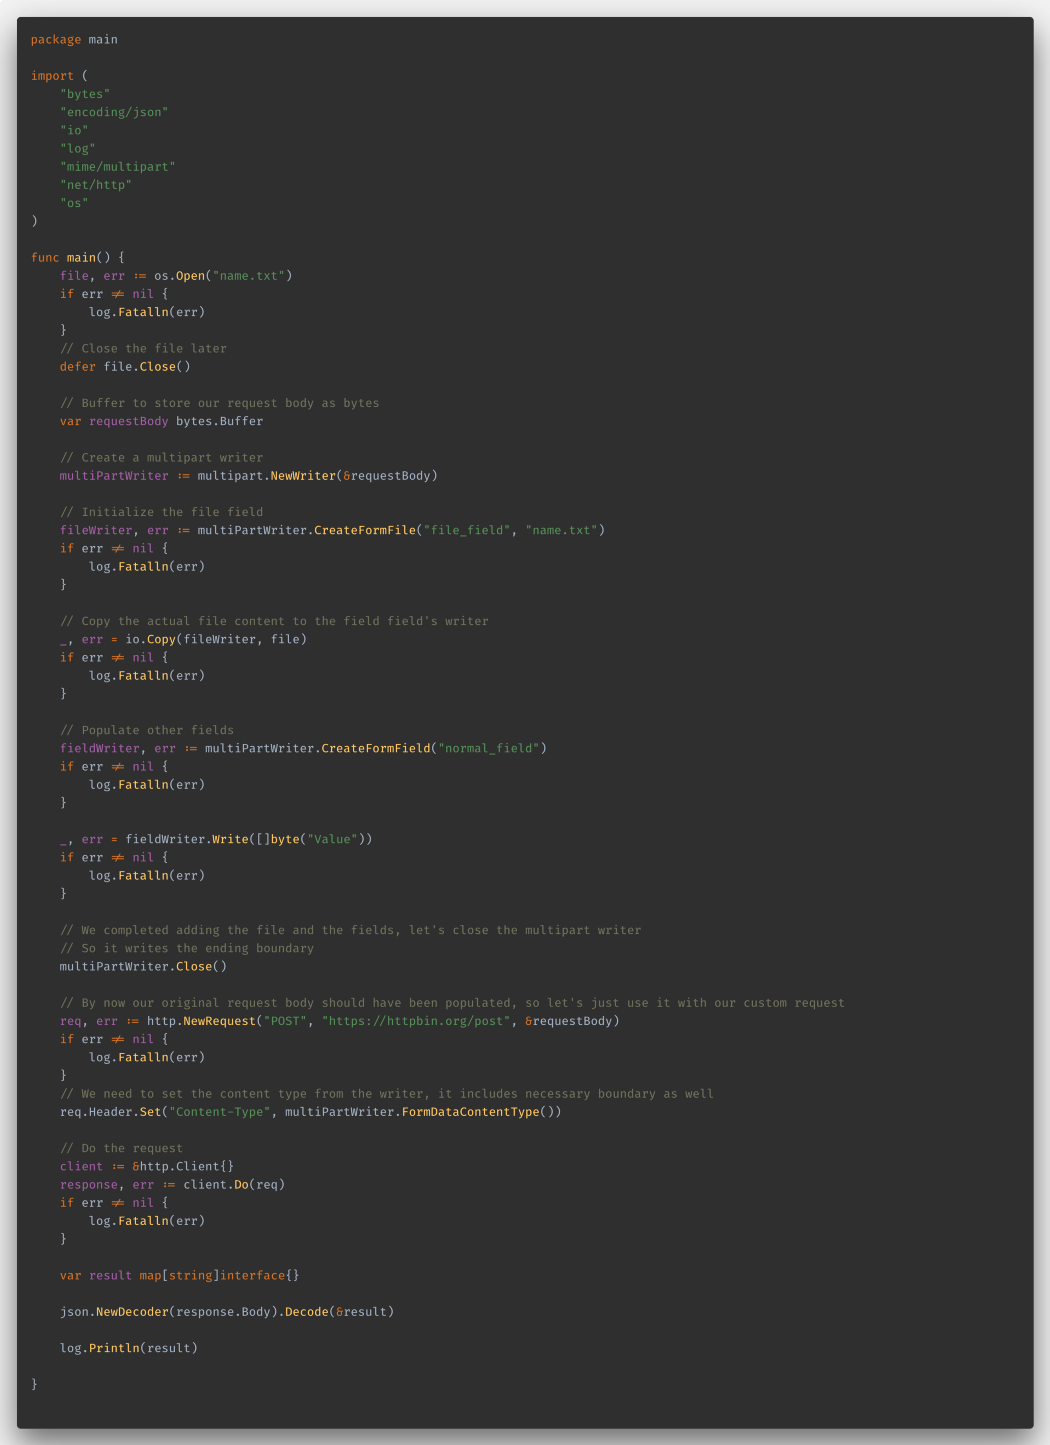 package main
import (
"bytes"
"encoding/json"
"io"
"log"
"mime/multipart"
"net/http"
"os"
)
func main() {
file, err := os.Open("name.txt")
if err != nil {
log.Fatalln(err)
}
// Close the file later
defer file.Close()
// Buffer to store our request body as bytes
var requestBody bytes.Buffer
// Create a multipart writer
multiPartWriter := multipart.NewWriter(&requestBody)
// Initialize the file field
fileWriter, err := multiPartWriter.CreateFormFile("file_field", "name.txt")
if err != nil {
log.Fatalln(err)
}
// Copy the actual file content to the field field's writer
_, err = io.Copy(fileWriter, file)
if err != nil {
log.Fatalln(err)
}
// Populate other fields
fieldWriter, err := multiPartWriter.CreateFormField("normal_field")
if err != nil {
log.Fatalln(err)
}
_, err = fieldWriter.Write([]byte("Value"))
if err != nil {
log.Fatalln(err)
}
// We completed adding the file and the fields, let's close the multipart writer
// So it writes the ending boundary
multiPartWriter.Close()
// By now our original request body should have been populated, so let's just use it with our custom request
req, err := http.NewRequest("POST", "https://httpbin.org/post", &requestBody)
if err != nil {
log.Fatalln(err)
}
// We need to set the content type from the writer, it includes necessary boundary as well
req.Header.Set("Content-Type", multiPartWriter.FormDataContentType())
// Do the request
client := &http.Client{}
response, err := client.Do(req)
if err != nil {
log.Fatalln(err)
}
var result map[string]interface{}
json.NewDecoder(response.Body).Decode(&result)
log.Println(result)
}